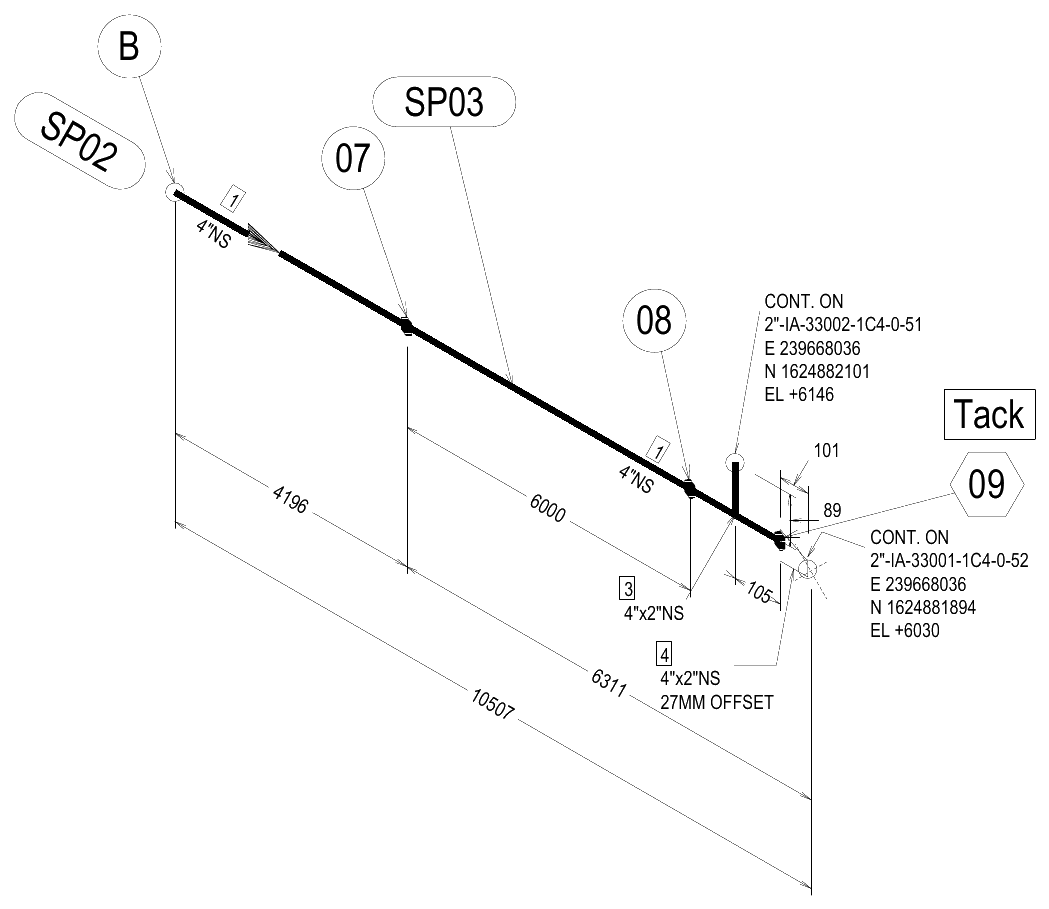 B
SP02
SP03
07
1
4"NS
08
CONT. ON
2"-IA-33002-1C4-0-51
E 239668036
N 1624882101
EL +6146
Tack
1
4"NS
101
09
4196
6000
89
CONT. ON
2"-IA-33001-1C4-0-52
E 239668036
N 1624881894
EL +6030
3
4"x2"NS
105
4
4"x2"NS
27MM OFFSET
6311
10507